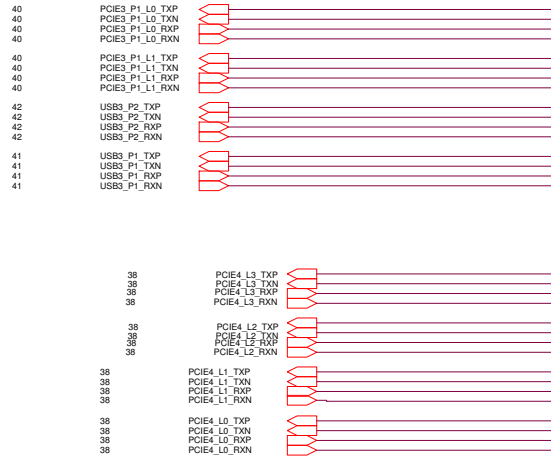 40 PCIE3_P1_L0_TXP
40 PCIE3_P1_L0_TXN
40 PCIE3_P1_L0_RXP
40 PCIE3_P1_L0_RXN
40 PCIE3_P1_L1_TXP
40 PCIE3_P1_L1_TXN
40 PCIE3_P1_L1_RXP
40 PCIE3_P1_L1_RXN
42 USB3_P2_TXP
42 USB3_P2_TXN
42 USB3_P2_RXP
42 USB3_P2_RXN
41 USB3_P1_TXP
41 USB3_P1_TXN
41 USB3_P1_RXP
41 USB3_P1_RXN
38 PCIE4_L3_TXP
38 PCIE4_L3_TXN
38 PCIE4_L3_RXP
38 PCIE4_L3_RXN
38 PCIE4_L2_TXP
38 PCIE4_L2_TXN
38 PCIE4_L2_RXP
38 PCIE4_L2_RXN
38 PCIE4_L1_TXP
38 PCIE4_L1_TXN
38 PCIE4_L1_RXP
38 PCIE4_L1_RXN
38 PCIE4_L0_TXP
38 PCIE4_L0_TXN
38 PCIE4_L0_RXP
38 PCIE4_L0_RXN